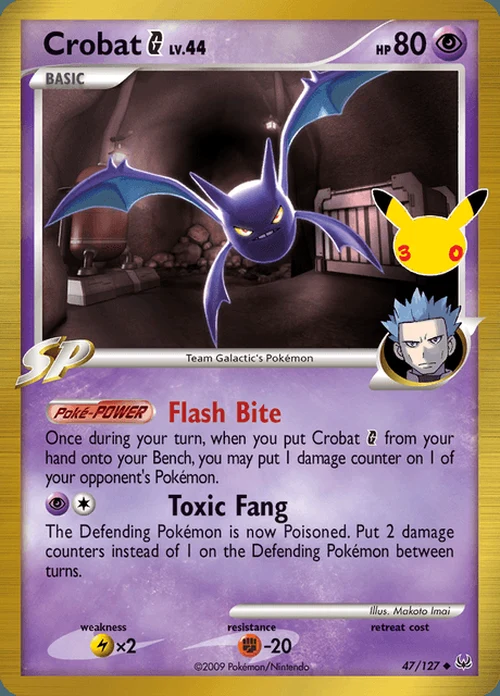 Crobat G LV.44 HP 80
BASIC
30
SP
Team Galactic's Pokémon
Poké-POWER Flash Bite
Once during your turn, when you put Crobat G from your
hand onto your Bench, you may put 1 damage counter on 1 of
your opponent's Pokémon.
Toxic Fang
The Defending Pokémon is now Poisoned. Put 2 damage
counters instead of 1 on the Defending Pokémon between
turns.
Illus. Makoto Imai
weakness resistance retreat cost
×2 -20
©2009 Pokémon/Nintendo 47/127